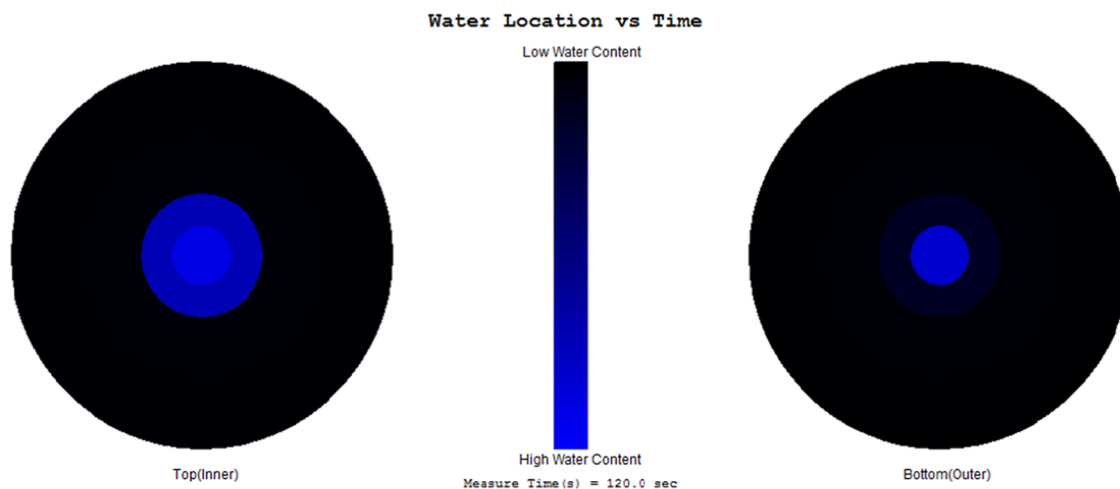 Water Location vs Time
Low Water Content
High Water Content
Top(Inner)
Bottom(Outer)
Measure Time(s) = 120.0 sec